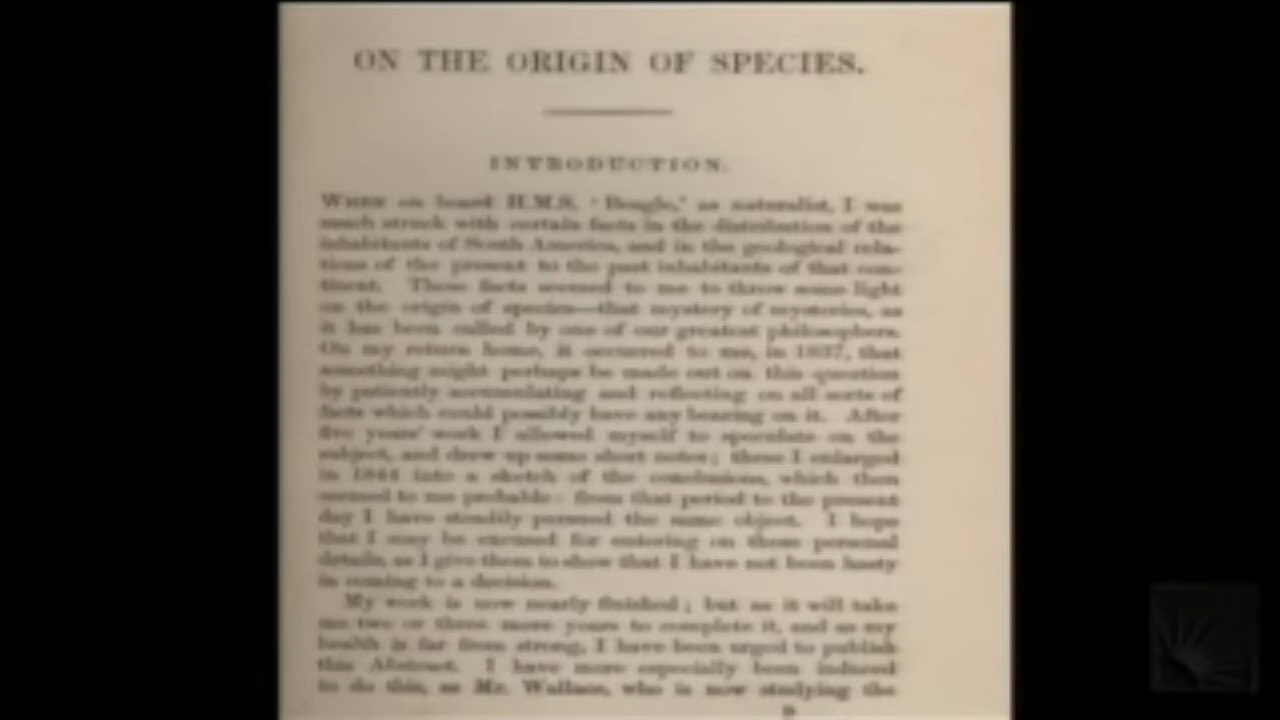 ON THE ORIGIN OF SPECIES.
INTRODUCTION.
WHEN on board H.M.S. 'Beagle,' as naturalist, I was
much struck with certain facts in the distribution of the
inhabitants of South America, and in the geological rela-
tions of the present to the past inhabitants of that con-
tinent. These facts seemed to me to throw some light
on the origin of species—that mystery of mysteries, as
it has been called by one of our greatest philosophers.
On my return home, it occurred to me, in 1837, that
something might perhaps be made out on this question
by patiently accumulating and reflecting on all sorts of
facts which could possibly have any bearing on it. After
five years' work I allowed myself to speculate on the
subject, and drew up some short notes; these I enlarged
in 1844 into a sketch of the conclusions, which then
seemed to me probable: from that period to the present
day I have steadily pursued the same object. I hope
that I may be excused for entering on these personal
details, as I give them to show that I have not been hasty
in coming to a decision.
My work is now nearly finished; but as it will take
me two or three more years to complete it, and as my
health is far from strong, I have been urged to publish
this Abstract. I have more especially been induced
to do this, as Mr. Wallace, who is now studying the
B